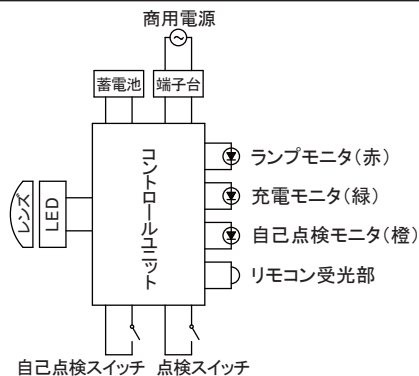 商用電源
蓄電池
端子台
コントロールユニット
レンズ
LED
ランプモニタ(赤)
充電モニタ(緑)
自己点検モニタ(橙)
リモコン受光部
自己点検スイッチ
点検スイッチ